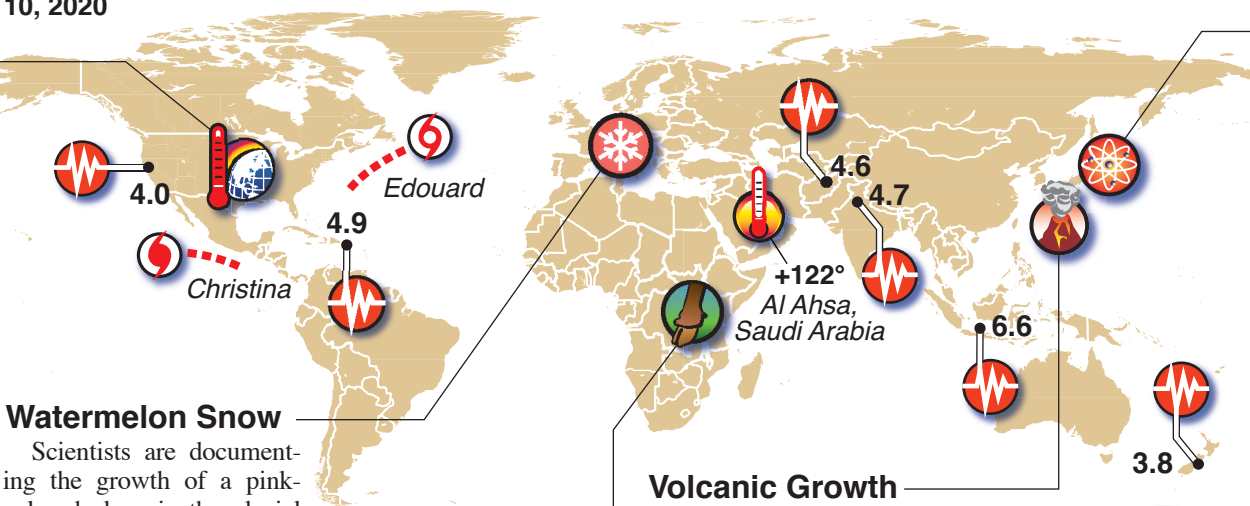 10, 2020
4.0
Edouard
4.9
Christina
4.6
4.7
+122°
Al Ahsa,
Saudi Arabia
6.6
3.8
Watermelon Snow
Scientists are document-
ing the growth of a pink-
Volcanic Growth